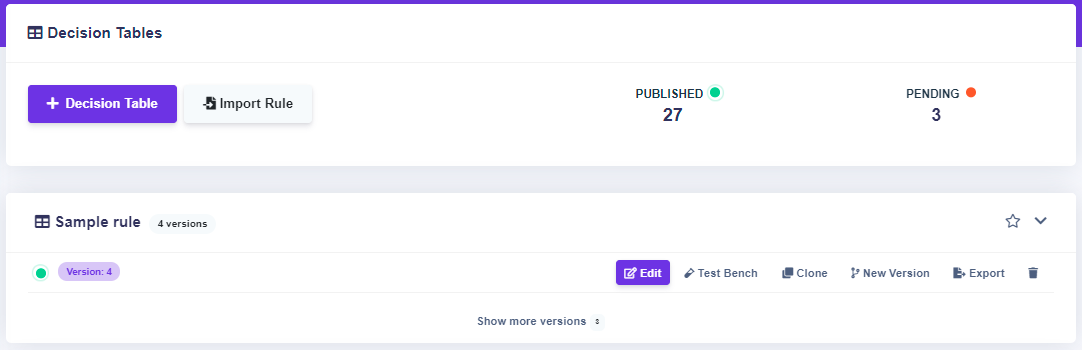 Decision Tables
Decision Table
Import Rule
PUBLISHED
27
PENDING
3
Sample rule 4 versions
Version: 4
Edit
Test Bench
Clone
New Version
Export
Show more versions